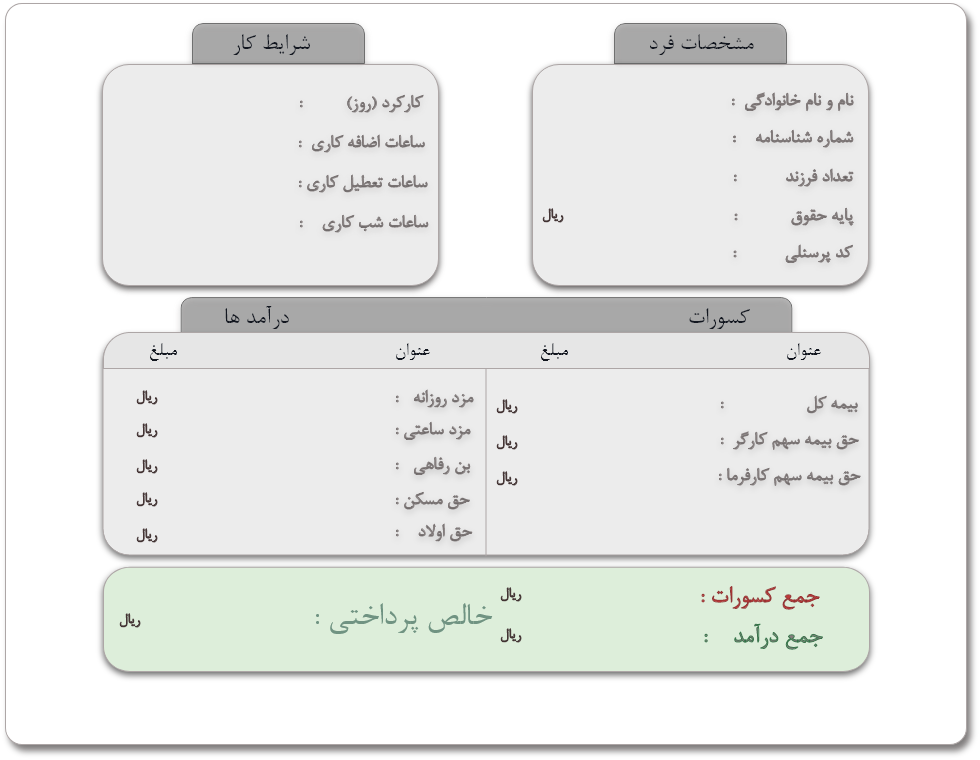 مشخصات فرد
نام و نام خانوادگی :
شماره شناسنامه :
تعداد فرزند :
پایه حقوق : ریال
کد پرسنلی :
شرایط کار
کارکرد (روز) :
ساعات اضافه کاری :
ساعات تعطیل کاری :
ساعات شب کاری :
کسورات درآمد ها
عنوان مبلغ عنوان مبلغ
بیمه کل : ریال
حق بیمه سهم کارگر : ریال
حق بیمه سهم کارفرما : ریال
مزد روزانه : ریال
مزد ساعتی : ریال
بن رفاهی : ریال
حق مسکن : ریال
حق اولاد : ریال
جمع کسورات : ریال
جمع درآمد : ریال
خالص پرداختی : ریال